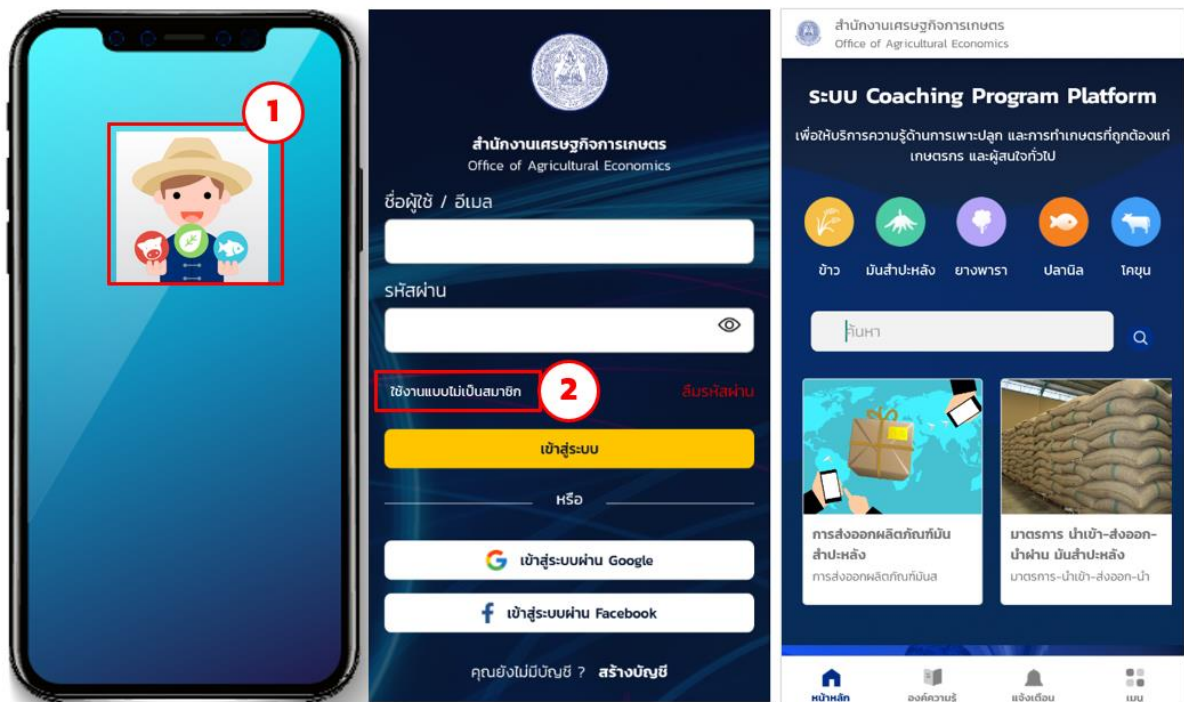 1
สำนักงานเศรษฐกิจการเกษตร
Office of Agricultural Economics
ชื่อผู้ใช้ / อีเมล
รหัสผ่าน
ใช้งานแบบไม่เป็นสมาชิก
2
ลืมรหัสผ่าน
เข้าสู่ระบบ
หรือ
เข้าสู่ระบบผ่าน Google
เข้าสู่ระบบผ่าน Facebook
คุณยังไม่มีบัญชี ? สร้างบัญชี
สำนักงานเศรษฐกิจการเกษตร
Office of Agricultural Economics
ระบบ Coaching Program Platform
เพื่อให้บริการความรู้ด้านการเพาะปลูก และการทำเกษตรที่ถูกต้องแก่
เกษตรกร และผู้สนใจทั่วไป
ข้าว มันสำปะหลัง ยางพารา ปลานิล โคขุน
ค้นหา
การส่งออกผลิตภัณฑ์มัน
สำปะหลัง
การส่งออกผลิตภัณฑ์มันส
มาตรการ นำเข้า-ส่งออก-
นำผ่าน มันสำปะหลัง
มาตรการ-นำเข้า-ส่งออก-นำ
หน้าหลัก องค์ความรู้ แจ้งเตือน เมนู